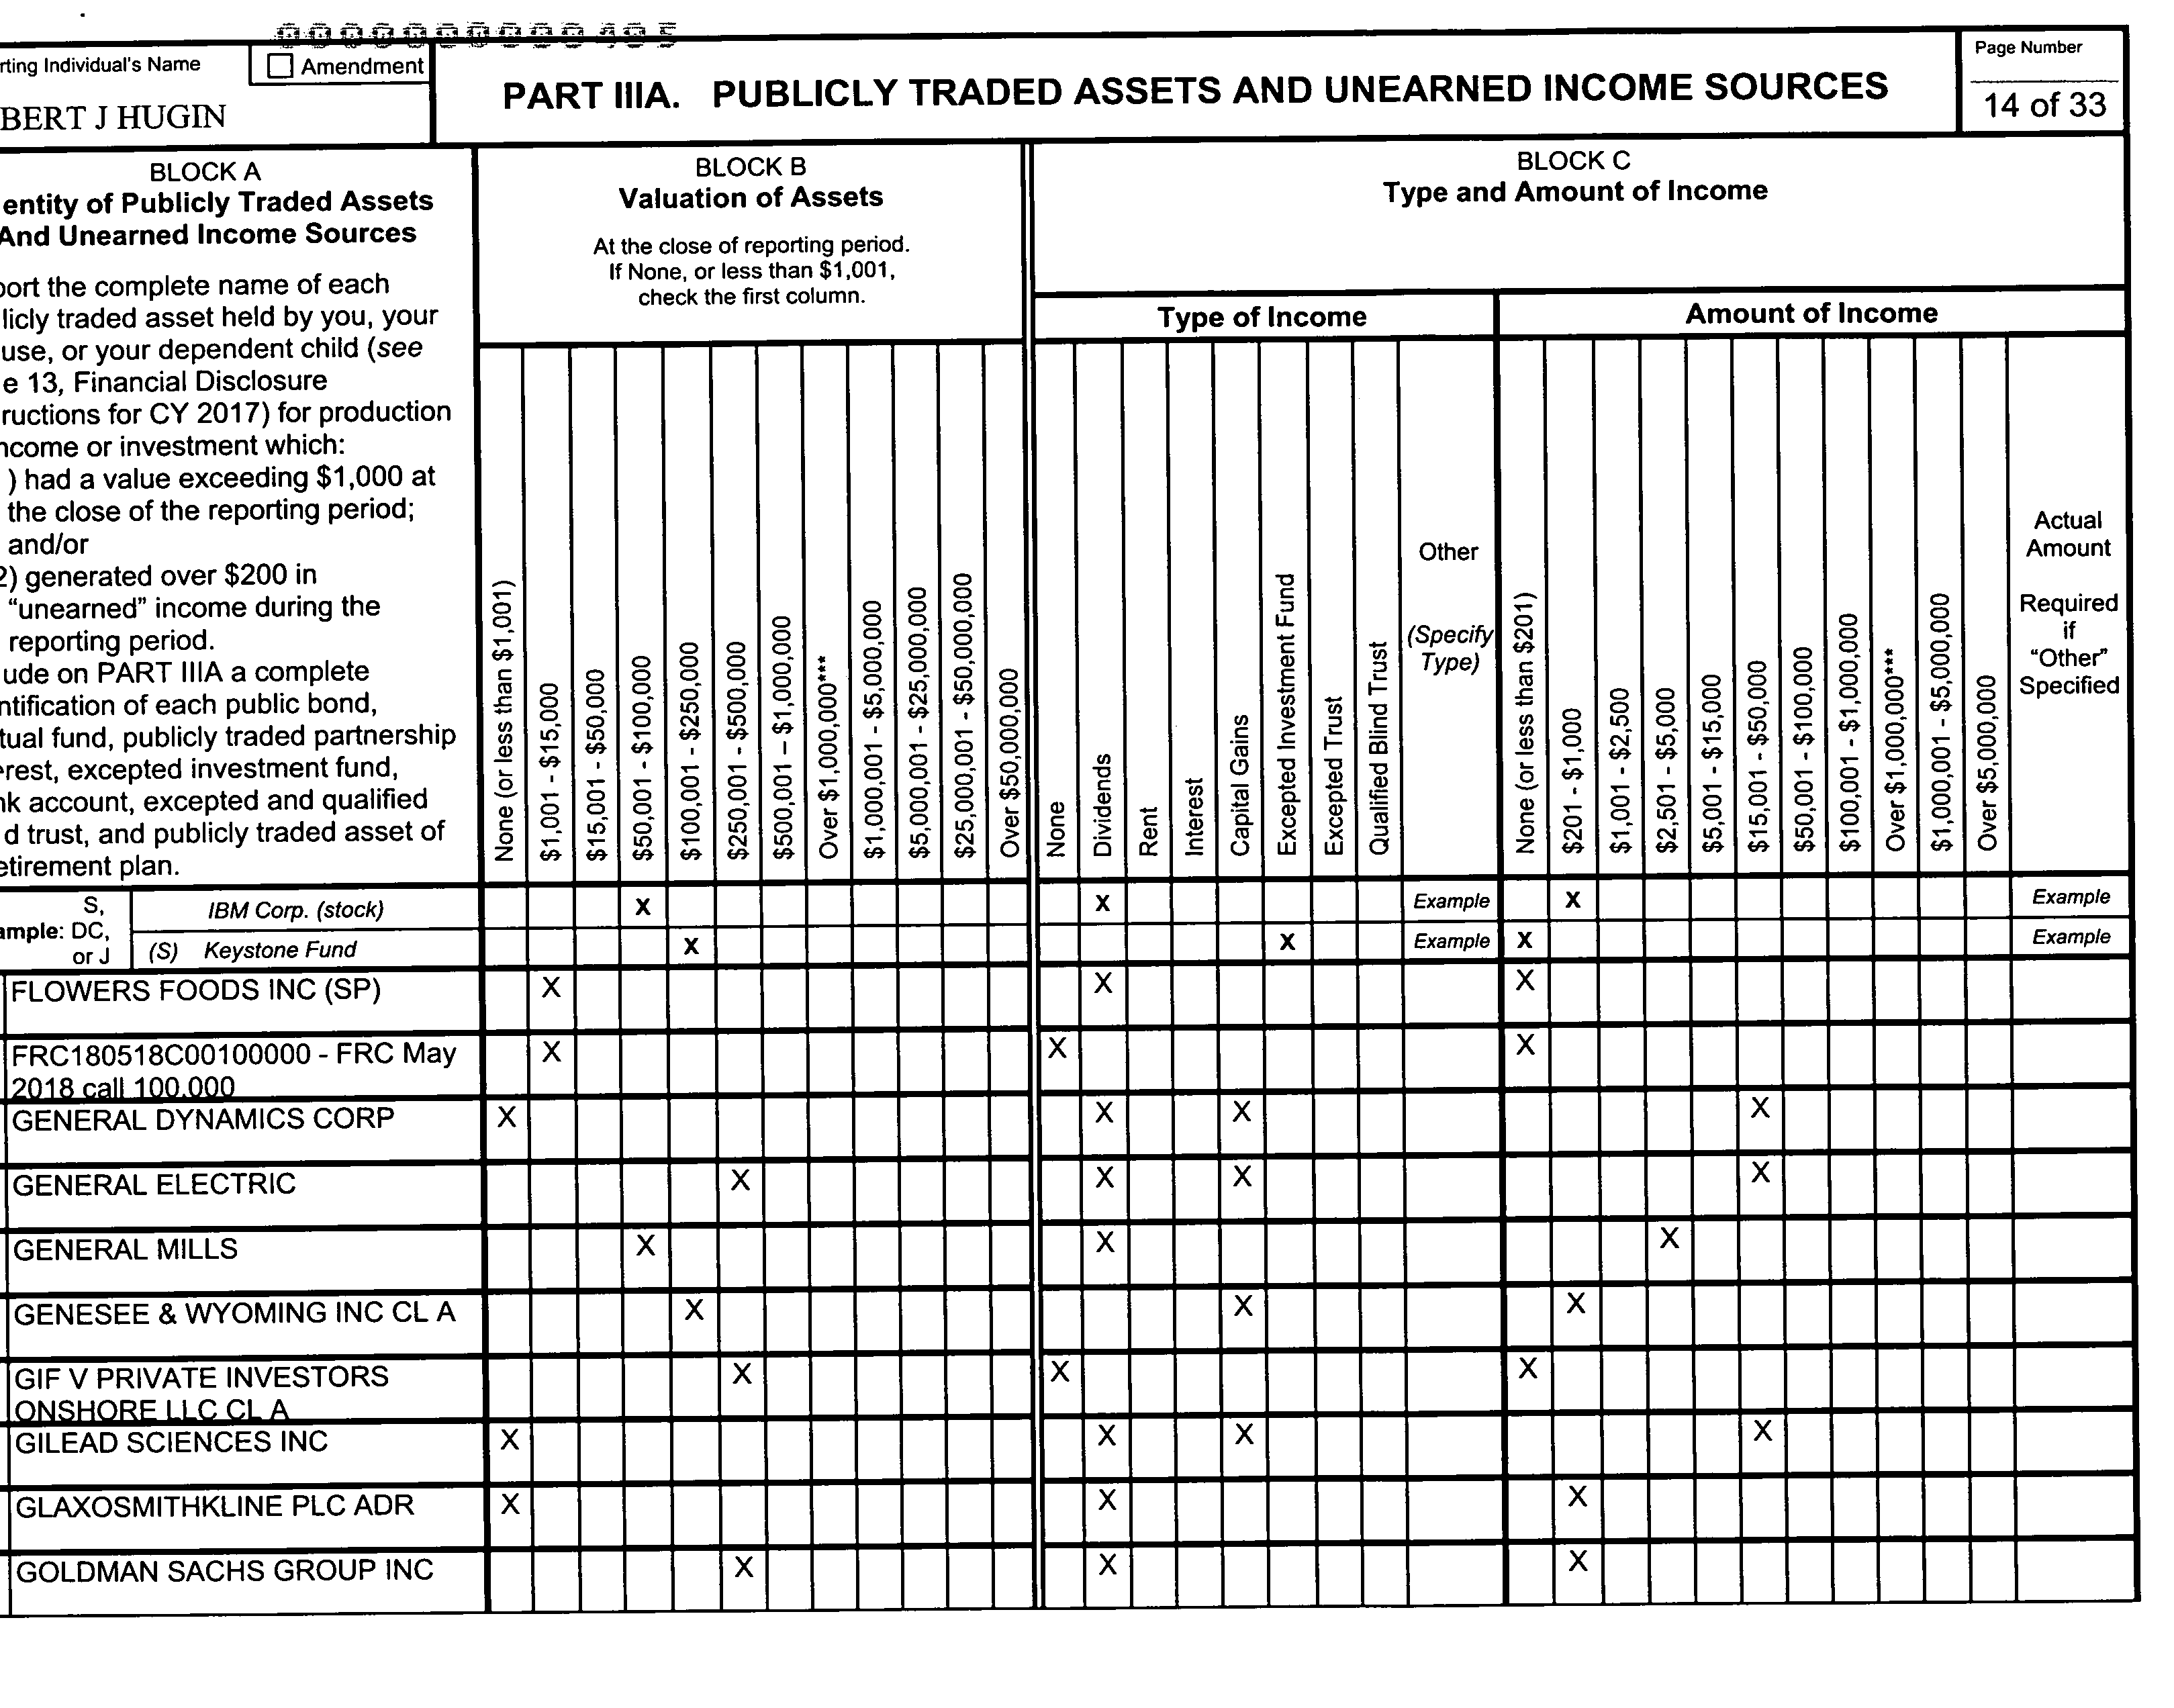 000000000405
rting Individual's Name
☐ Amendment
BERT J HUGIN
PART IIIA. PUBLICLY TRADED ASSETS AND UNEARNED INCOME SOURCES
Page Number
14 of 33
BLOCK A
entity of Publicly Traded Assets
And Unearned Income Sources
port the complete name of each
licly traded asset held by you, your
use, or your dependent child (see
e 13, Financial Disclosure
ructions for CY 2017) for production
ncome or investment which:
) had a value exceeding $1,000 at
the close of the reporting period;
and/or
2) generated over $200 in
"unearned" income during the
reporting period.
ude on PART IIIA a complete
ntification of each public bond,
tual fund, publicly traded partnership
erest, excepted investment fund,
nk account, excepted and qualified
d trust, and publicly traded asset of
etirement plan.
BLOCK B
Valuation of Assets
At the close of reporting period.
If None, or less than $1,001,
check the first column.
None (or less than $1,001)
$1,001 - $15,000
$15,001 - $50,000
$50,001 - $100,000
$100,001 - $250,000
$250,001 - $500,000
$500,001 – $1,000,000
Over $1,000,000***
$1,000,001 - $5,000,000
$5,000,001 - $25,000,000
$25,000,001 - $50,000,000
Over $50,000,000
BLOCK C
Type and Amount of Income
Type of Income
None
Dividends
Rent
Interest
Capital Gains
Excepted Investment Fund
Excepted Trust
Qualified Blind Trust
Other
(Specify
Type)
Amount of Income
None (or less than $201)
$201 - $1,000
$1,001 - $2,500
$2,501 - $5,000
$5,001 - $15,000
$15,001 - $50,000
$50,001 - $100,000
$100,001 - $1,000,000
Over $1,000,000***
$1,000,001 - $5,000,000
Over $5,000,000
Actual
Amount
Required
if
"Other"
Specified
ample:
S,
DC,
or J
IBM Corp. (stock) X X Example X Example
(S) Keystone Fund X X Example X Example
FLOWERS FOODS INC (SP) X X X
FRC180518C00100000 - FRC May X X X
2018 call 100.000
GENERAL DYNAMICS CORP X X X X
GENERAL ELECTRIC X X X X
GENERAL MILLS X X X
GENESEE & WYOMING INC CL A X X X
GIF V PRIVATE INVESTORS X X X
ONSHORE LLC CL A
GILEAD SCIENCES INC X X X X
GLAXOSMITHKLINE PLC ADR X X X
GOLDMAN SACHS GROUP INC X X X